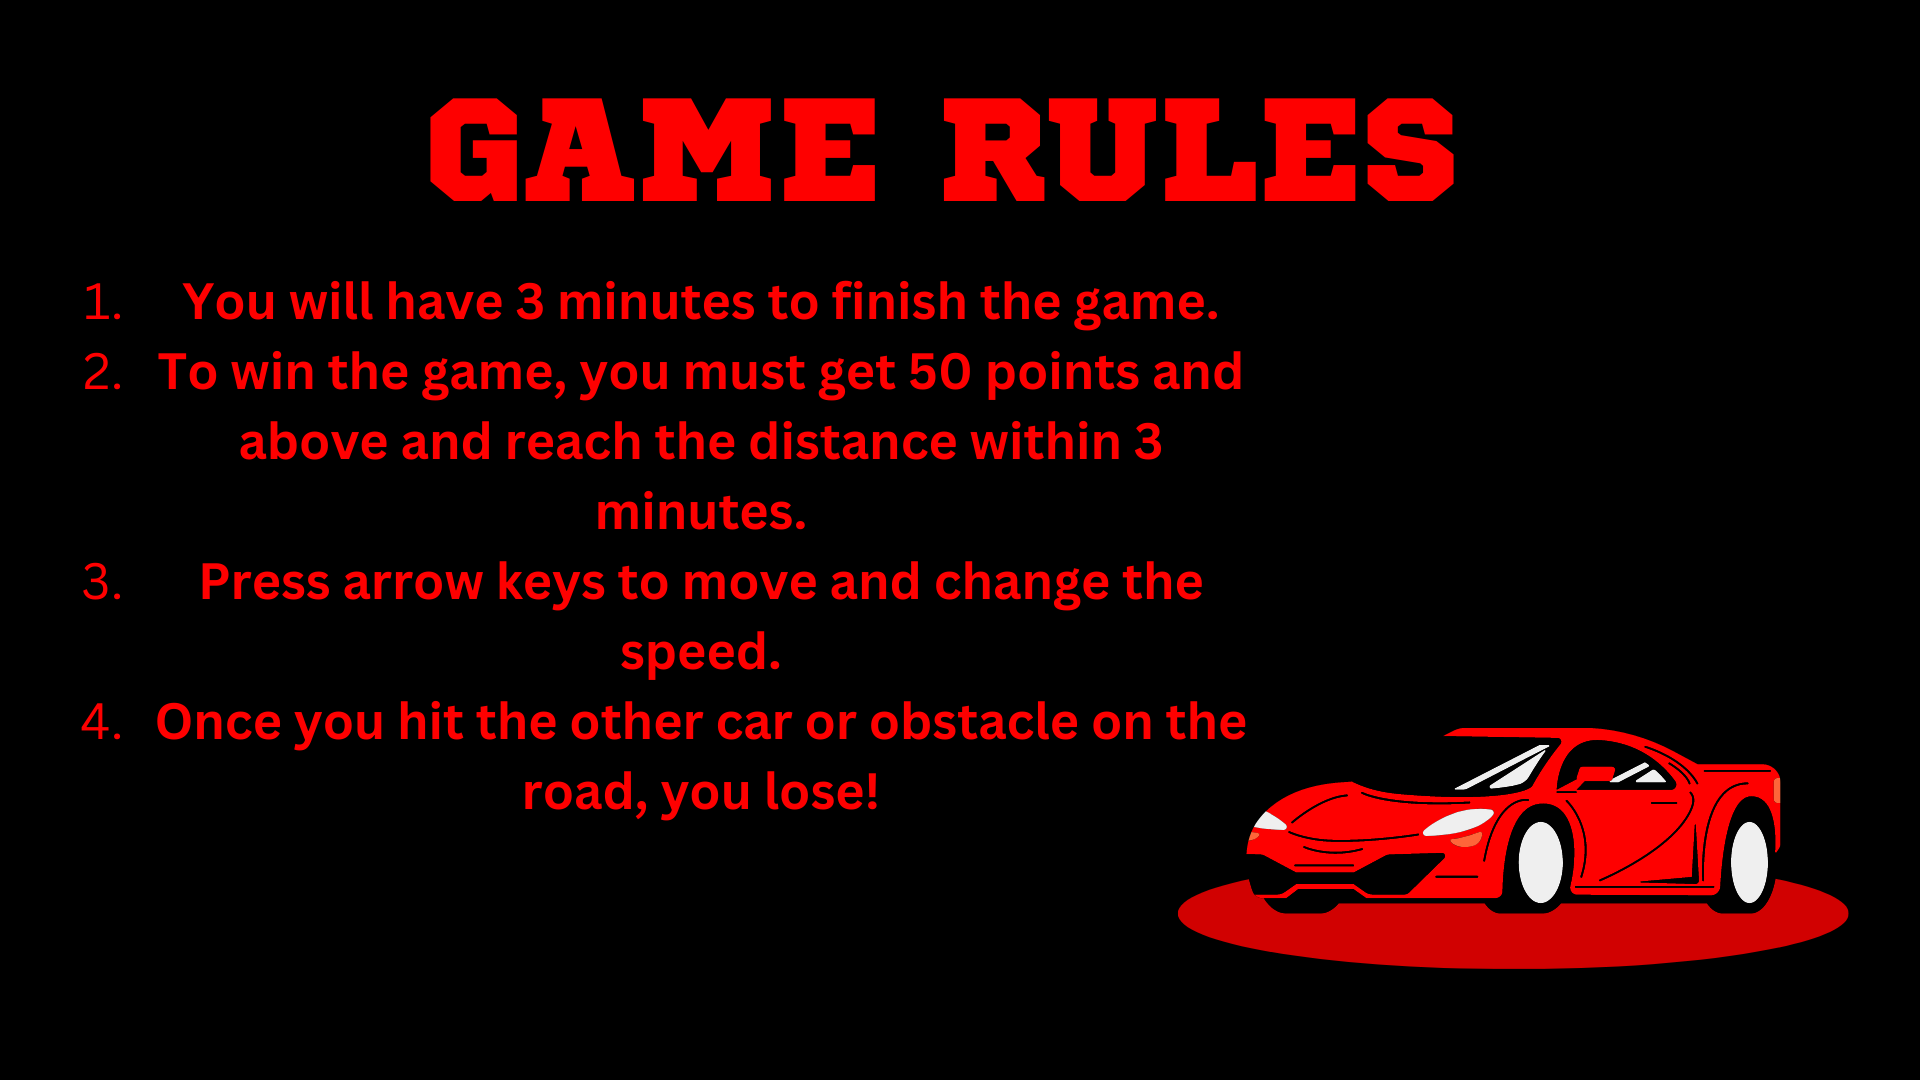 GAME RULES
1. You will have 3 minutes to finish the game.
2. To win the game, you must get 50 points and
above and reach the distance within 3
minutes.
3. Press arrow keys to move and change the
speed.
4. Once you hit the other car or obstacle on the
road, you lose!